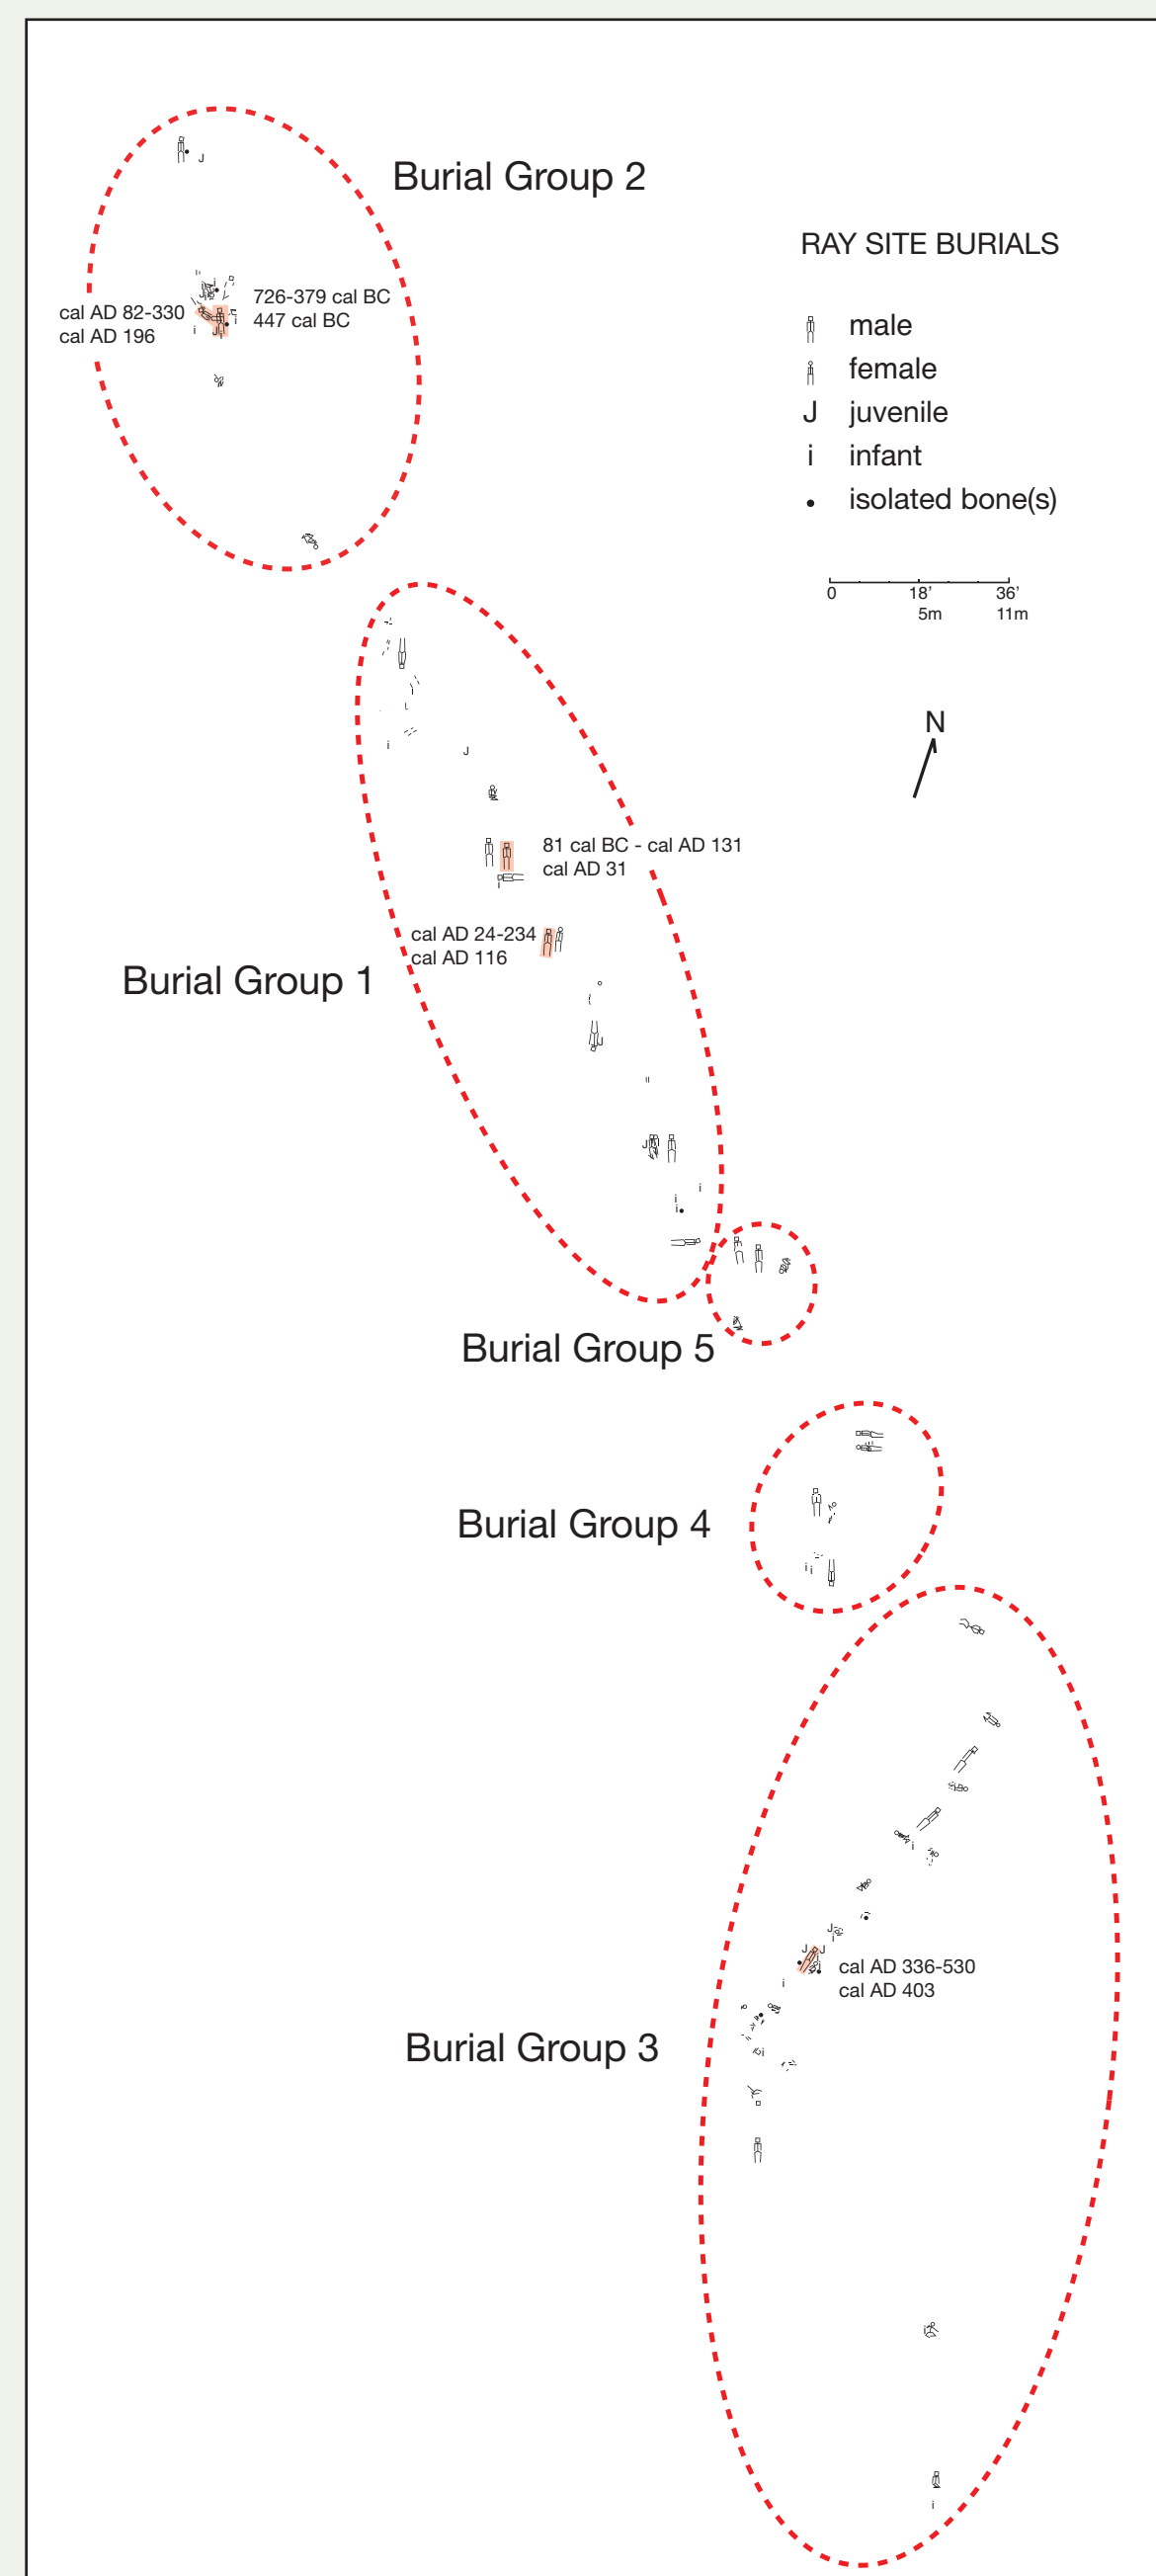 Burial Group 2
RAY SITE BURIALS
male
female
J juvenile
i infant
• isolated bone(s)
726-379 cal BC
447 cal BC
cal AD 82-330
cal AD 196
0 18' 36'
5m 11m
N
81 cal BC - cal AD 131
cal AD 31
cal AD 24-234
cal AD 116
Burial Group 1
Burial Group 5
Burial Group 4
cal AD 336-530
cal AD 403
Burial Group 3